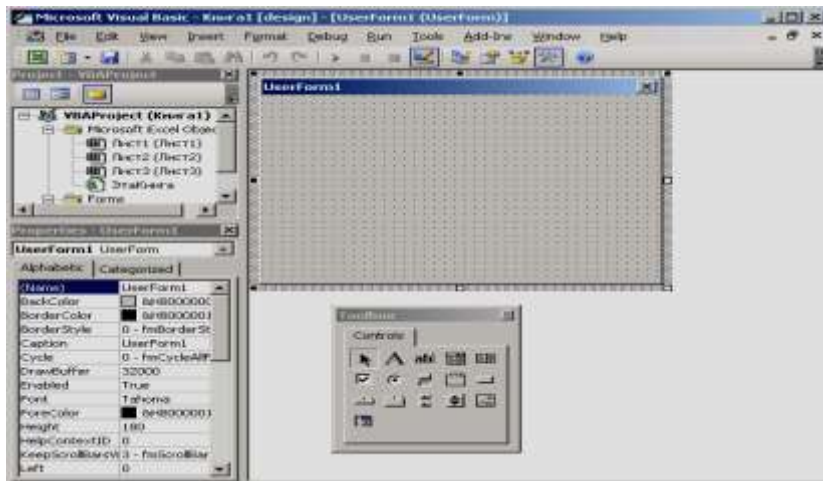 Microsoft Visual Basic - Книга1 [design] - [UserForm1 (UserForm)]
File Edit View Insert Format Debug Run Tools Add-Ins Window Help
Project - VBAProject
VBAProject (Книга1)
Microsoft Excel Objec
Лист1 (Лист1)
Лист2 (Лист2)
Лист3 (Лист3)
ЭтаКнига
Forms
Properties - UserForm1
UserForm1 UserForm
Alphabetic Categorized
(Name) UserForm1
BackColor
BorderColor
BorderStyle 0 - fmBorderSt
Caption UserForm1
Cycle 0 - fmCycleAllF
DrawBuffer 32000
Enabled True
Font Tahoma
ForeColor
Height 180
HelpContextID 0
KeepScrollBarsVi 3 - fmScrollBar
Left 0
UserForm1
Toolbox
Controls
abl